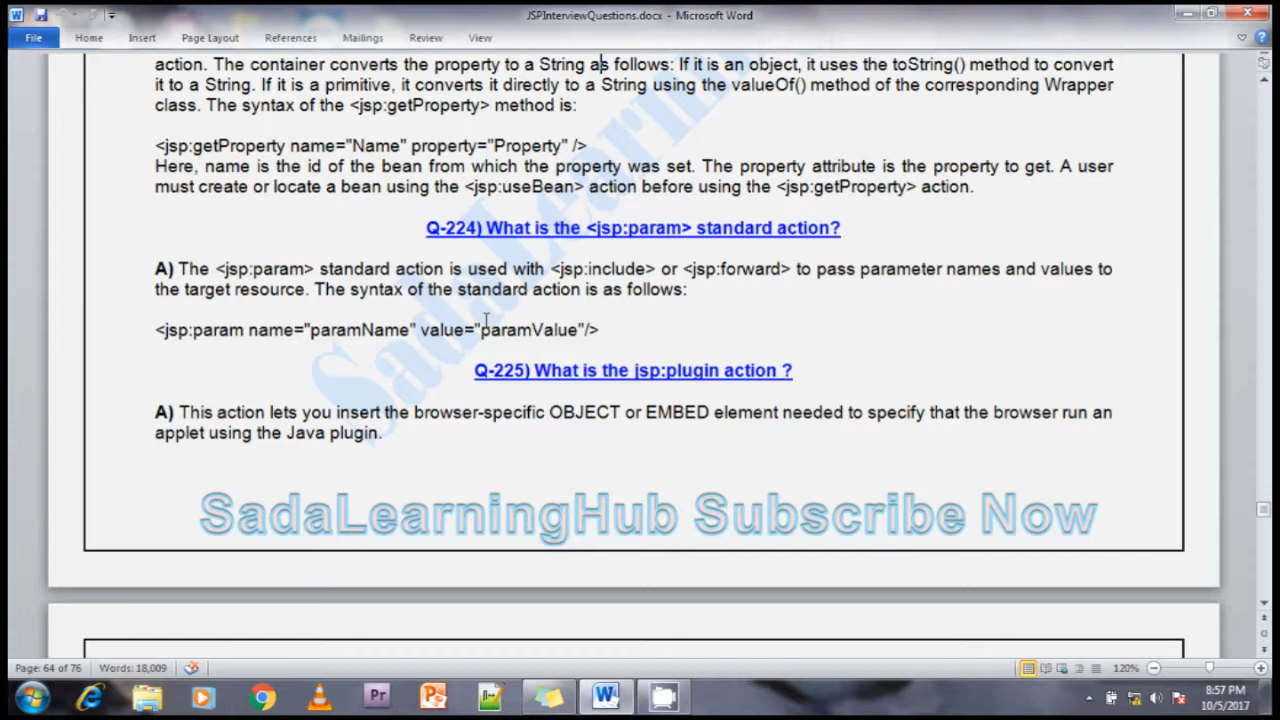 JSPInterviewQuestions.docx - Microsoft Word
File Home Insert Page Layout References Mailings Review View
action. The container converts the property to a String as follows: If it is an object, it uses the toString() method to convert
it to a String. If it is a primitive, it converts it directly to a String using the valueOf() method of the corresponding Wrapper
class. The syntax of the <jsp:getProperty> method is:
<jsp:getProperty name="Name" property="Property" />
Here, name is the id of the bean from which the property was set. The property attribute is the property to get. A user
must create or locate a bean using the <jsp:useBean> action before using the <jsp:getProperty> action.
Q-224) What is the <jsp:param> standard action?
A) The <jsp:param> standard action is used with <jsp:include> or <jsp:forward> to pass parameter names and values to
the target resource. The syntax of the standard action is as follows:
<jsp:param name="paramName" value="paramValue"/>
Q-225) What is the jsp:plugin action ?
A) This action lets you insert the browser-specific OBJECT or EMBED element needed to specify that the browser run an
applet using the Java plugin.
SadaLearningHub Subscribe Now
Page: 64 of 76 Words: 18,009 120%
Pr
8:57 PM
10/5/2017